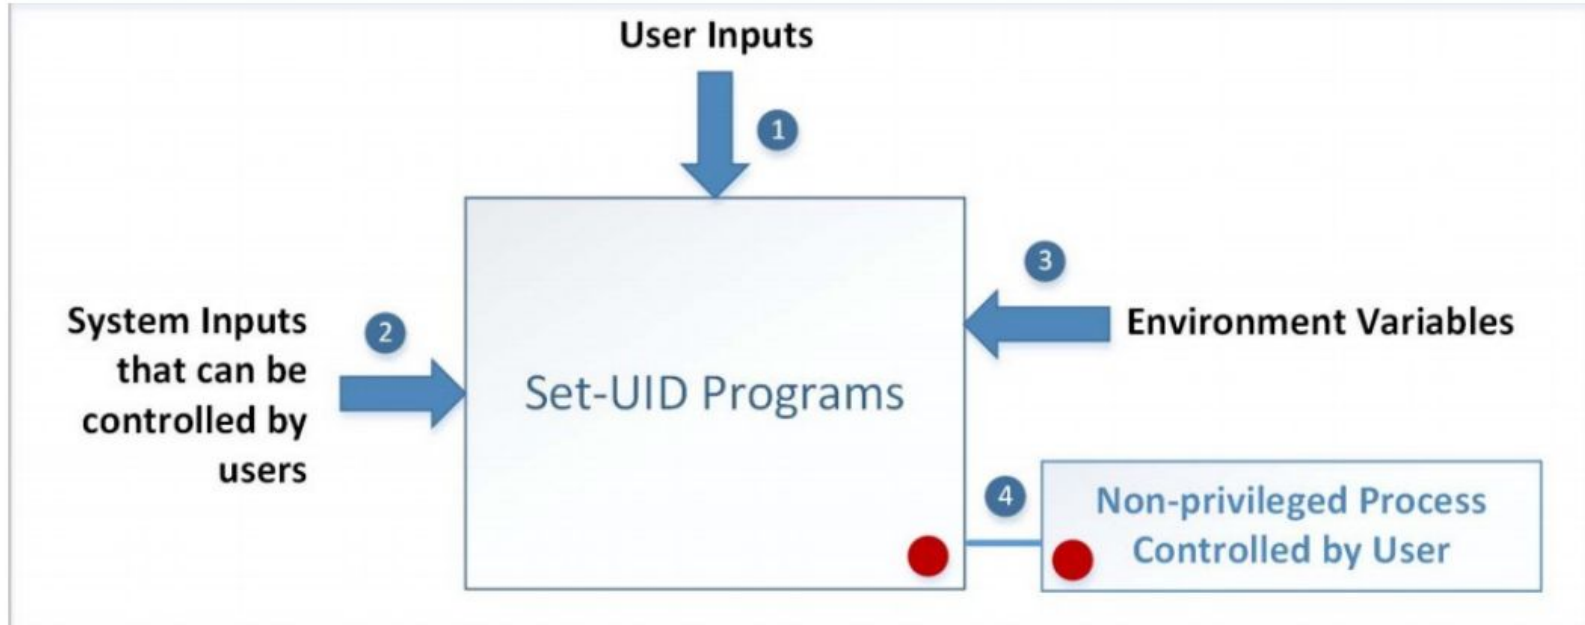 User Inputs
1
3
System Inputs
that can be
controlled by
users
2
Environment Variables
Set-UID Programs
4
Non-privileged Process
Controlled by User